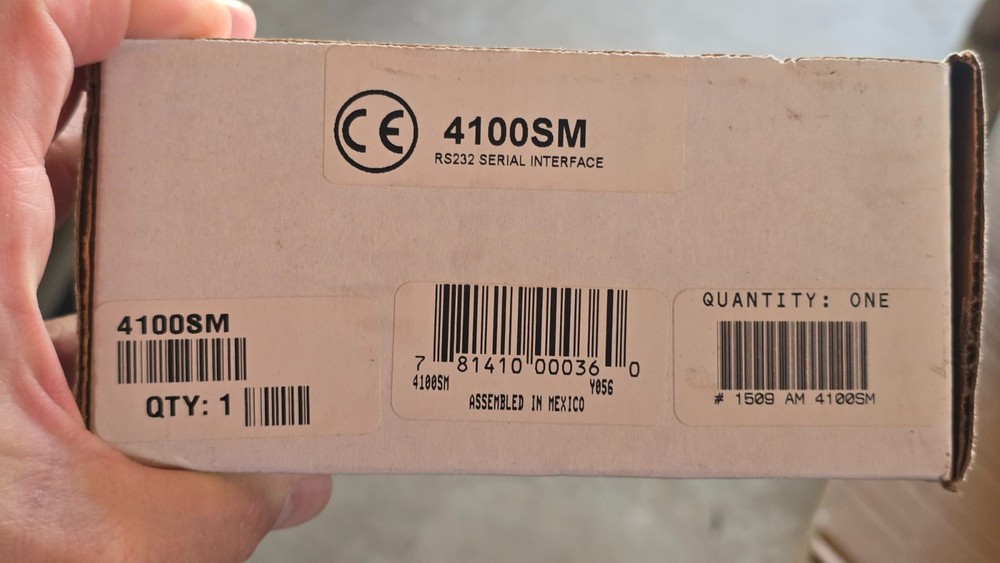 CE
4100SM
RS232 SERIAL INTERFACE
4100SM
QTY: 1
7 81410 00036 0
4100SM Y056
ASSEMBLED IN MEXICO
QUANTITY: ONE
# 1509 AM 4100SM